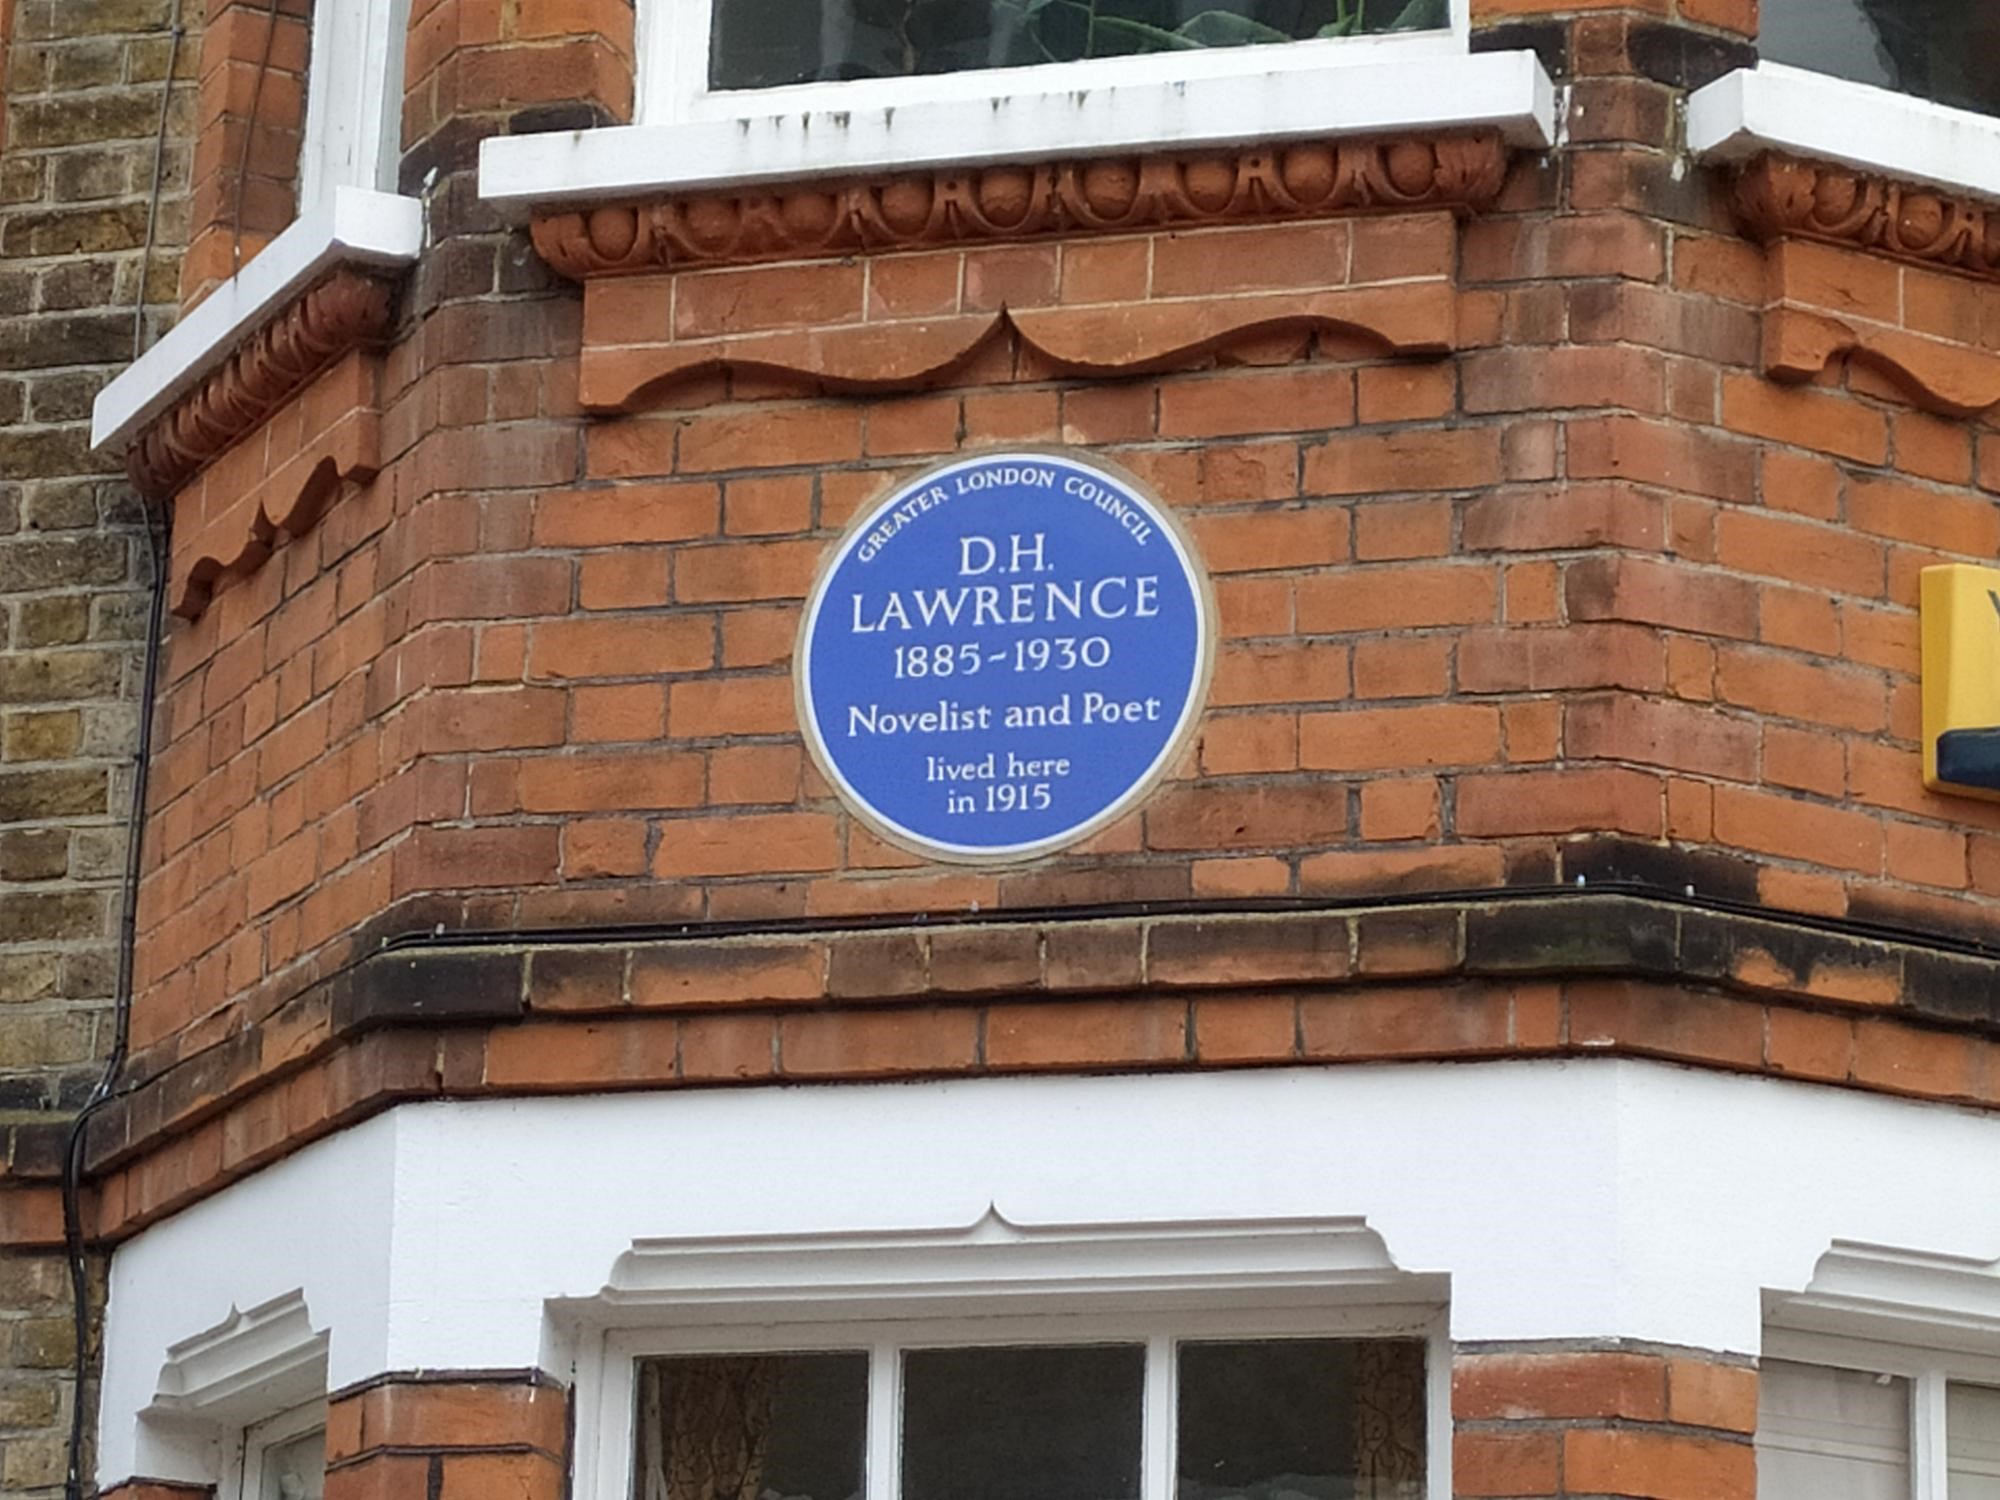 GREATER LONDON COUNCIL
D.H.
LAWRENCE
1885-1930
Novelist and Poet
lived here
in 1915